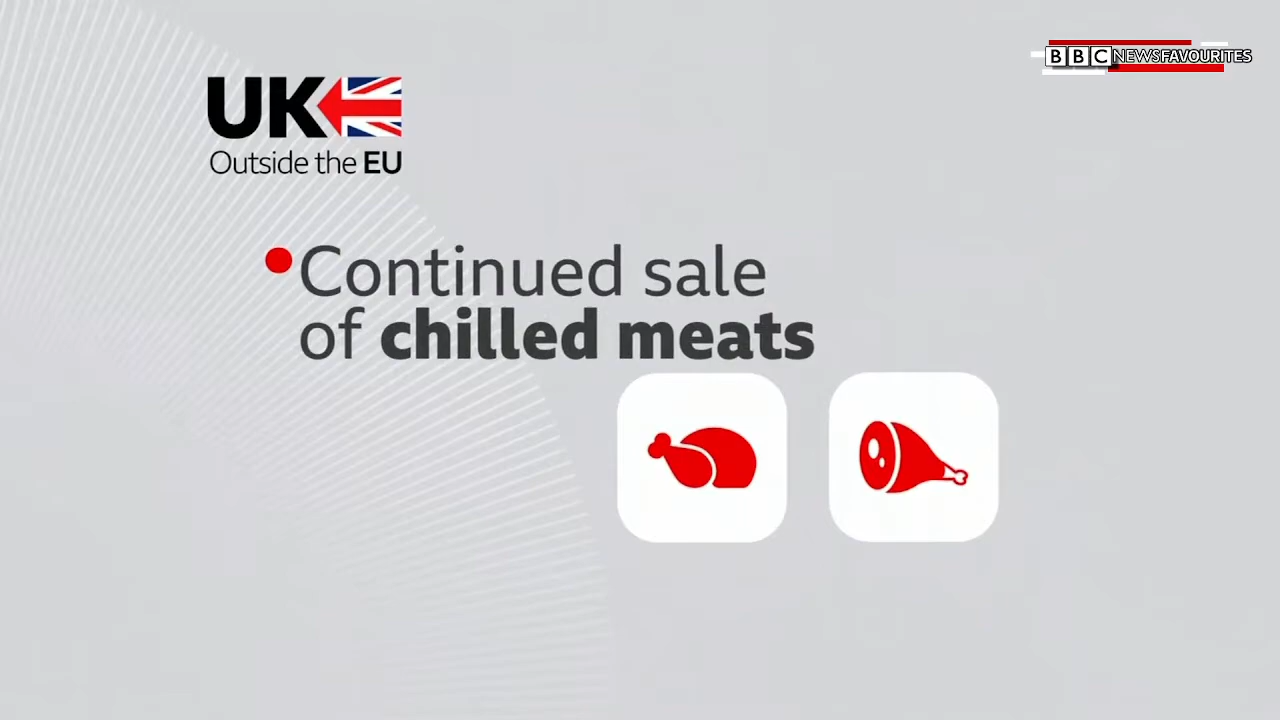 BBC NEWSFAVOURITES
UK
Outside the EU
Continued sale
of chilled meats